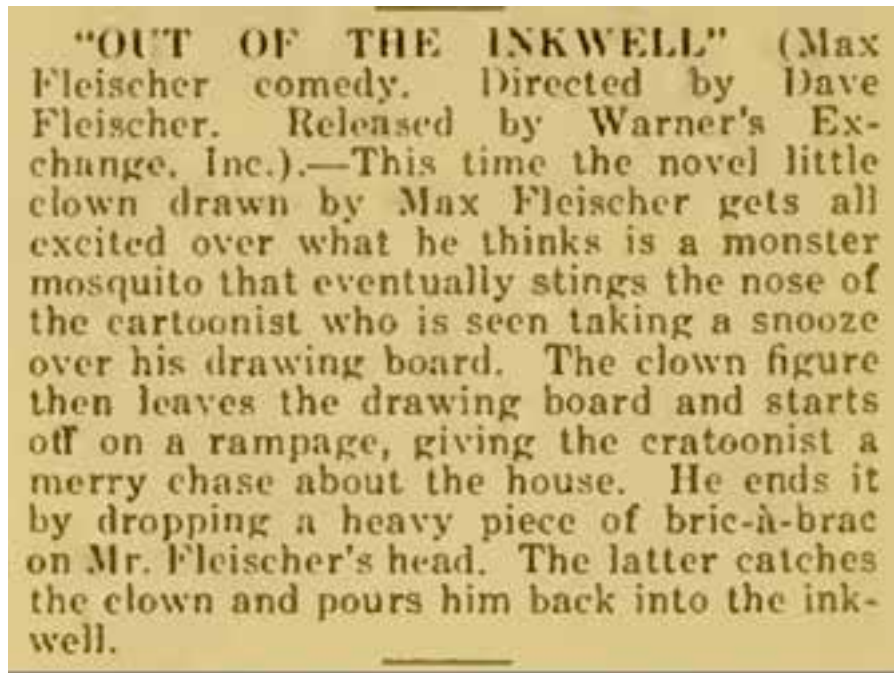 "OUT OF THE INKWELL" (Max
Fleischer comedy. Directed by Dave
Fleischer. Released by Warner's Ex-
change, Inc.).—This time the novel little
clown drawn by Max Fleischer gets all
excited over what he thinks is a monster
mosquito that eventually stings the nose of
the cartoonist who is seen taking a snooze
over his drawing board. The clown figure
then leaves the drawing board and starts
off on a rampage, giving the cratoonist a
merry chase about the house. He ends it
by dropping a heavy piece of bric-à-brac
on Mr. Fleischer's head. The latter catches
the clown and pours him back into the ink-
well.